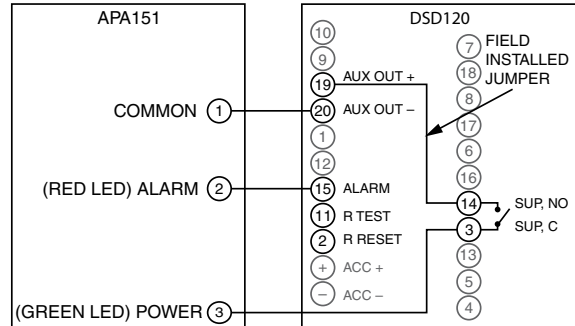 APA151
COMMON 1
(RED LED) ALARM 2
(GREEN LED) POWER 3
DSD120
10
9
19 AUX OUT +
20 AUX OUT –
1
12
15 ALARM
11 R TEST
2 R RESET
+ ACC +
– ACC –
7
18
8
17
6
16
14 SUP, NO
3 SUP, C
13
5
4
FIELD
INSTALLED
JUMPER